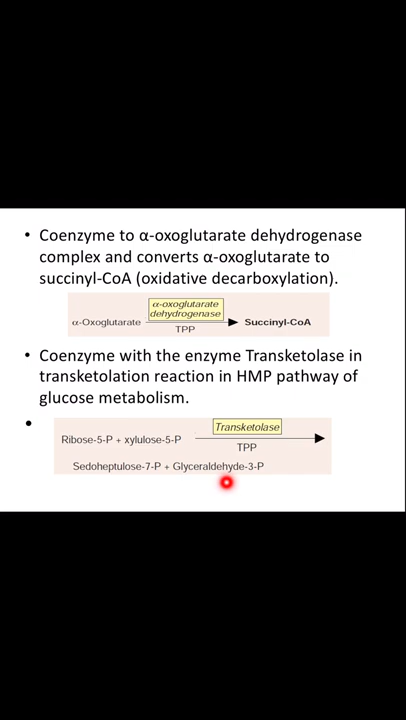 • Coenzyme to α-oxoglutarate dehydrogenase
complex and converts α-oxoglutarate to
succinyl-CoA (oxidative decarboxylation).
α-oxoglutarate
dehydrogenase
α-Oxoglutarate
Succinyl-CoA
TPP
• Coenzyme with the enzyme Transketolase in
transketolation reaction in HMP pathway of
glucose metabolism.
•
Transketolase
Ribose-5-P + xylulose-5-P
TPP
Sedoheptulose-7-P + Glyceraldehyde-3-P